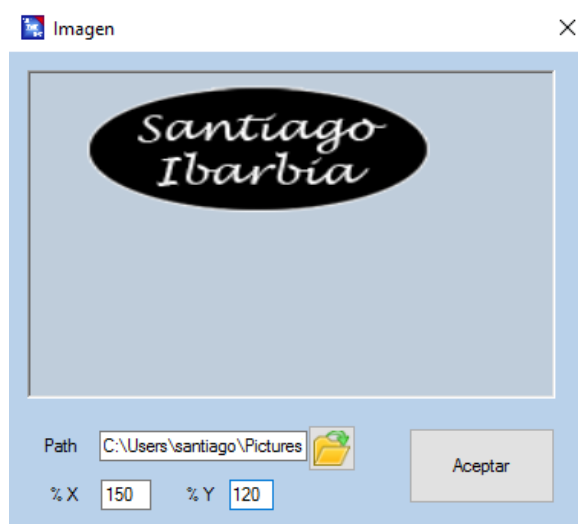 Imagen
Santiago
Ibarbia
Path C:\Users\santiago\Pictures
Aceptar
% X 150 % Y 120